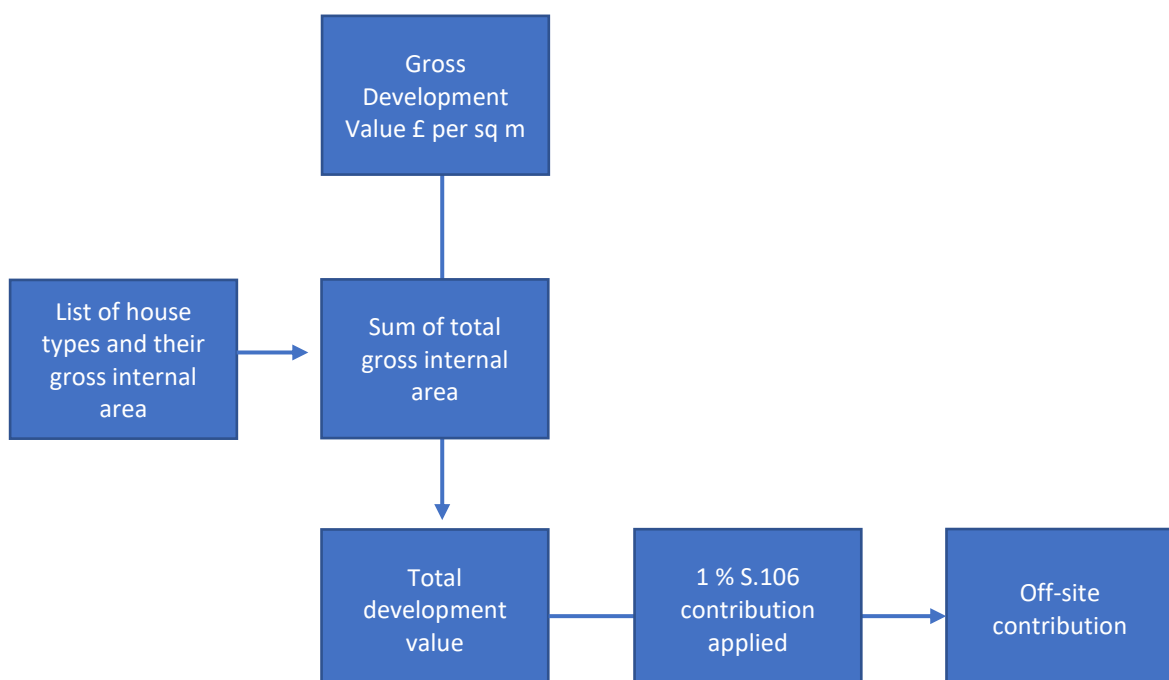 Gross
Development
Value £ per sq m
List of house
types and their
gross internal
area
Sum of total
gross internal
area
Total
development
value
1 % S.106
contribution
applied
Off-site
contribution